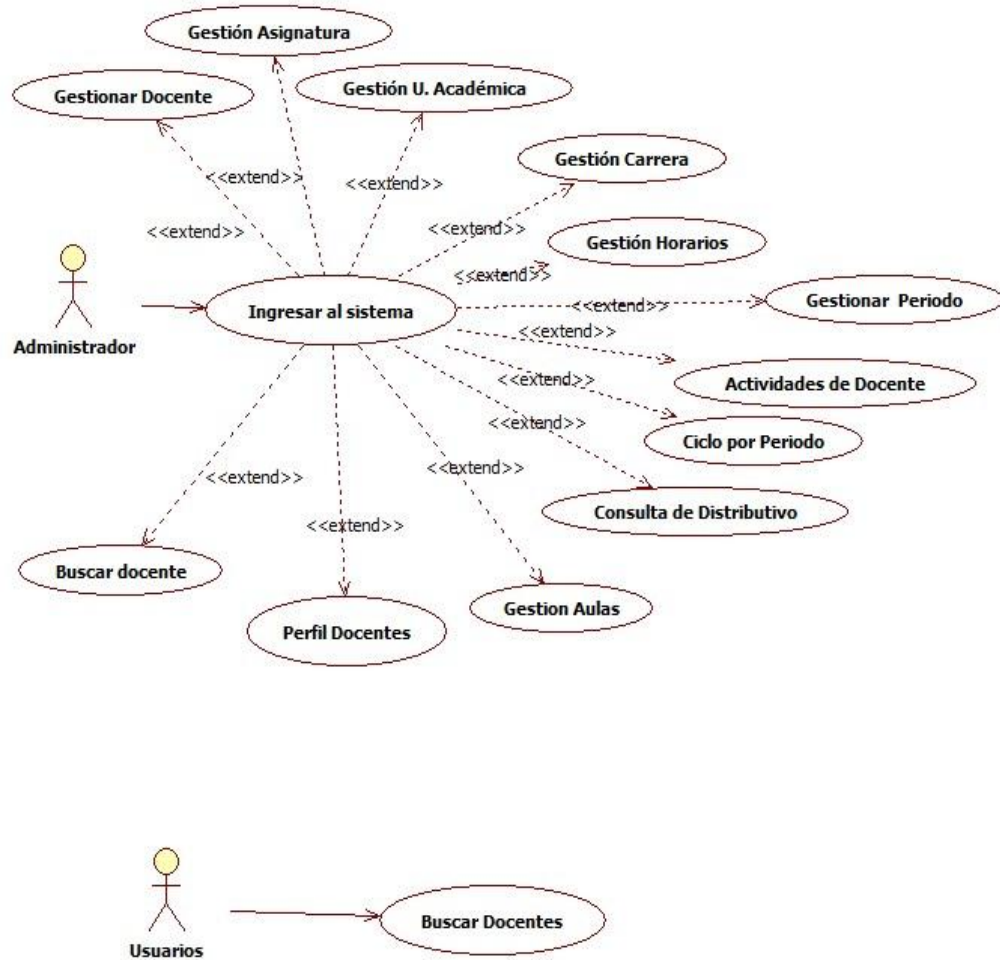 Gestión Asignatura
Gestionar Docente
Gestión U. Académica
Gestión Carrera
<<extend>>
<<extend>>
<<extend>>
<<extend>>
Gestión Horarios
<<extend>>
Gestionar  Periodo
Ingresar al sistema
<<extend>>
Administrador
<<extend>>
<<extend>>
Actividades de Docente
<<extend>>
Ciclo por Periodo
<<extend>>
<<extend>>
Consulta de Distributivo
<<extend>>
Buscar docente
Gestion Aulas
Perfil Docentes
Buscar Docentes
Usuarios